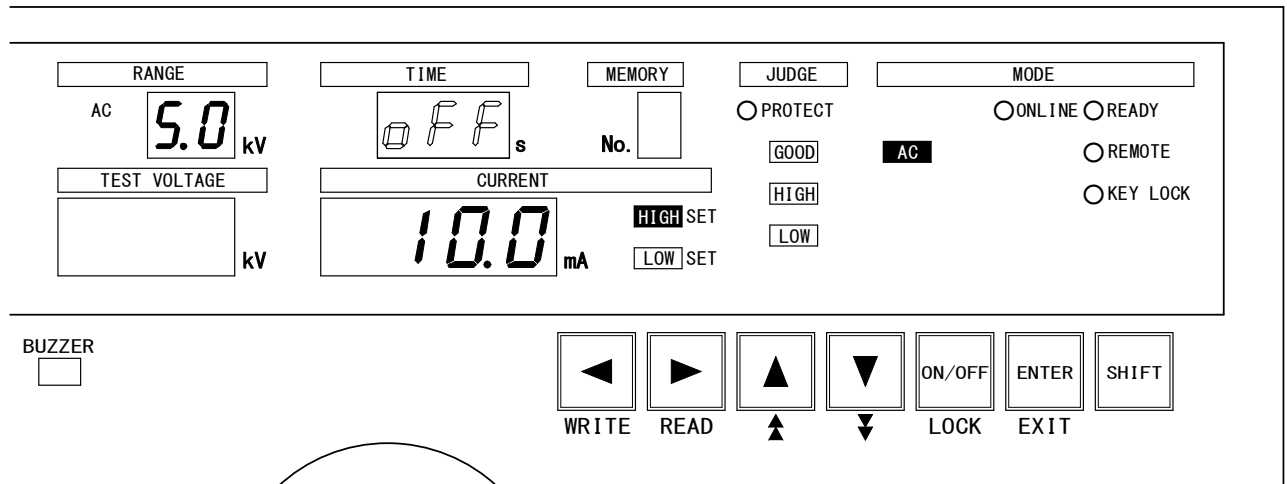 RANGE TIME MEMORY JUDGE MODE
AC 5.0 kV oFF s No. PROTECT ONLINE READY
GOOD AC REMOTE
TEST VOLTAGE CURRENT
HIGH KEY LOCK
kV 10.0 mA HIGH SET
LOW
LOW SET
BUZZER
ON/OFF ENTER SHIFT
WRITE READ LOCK EXIT